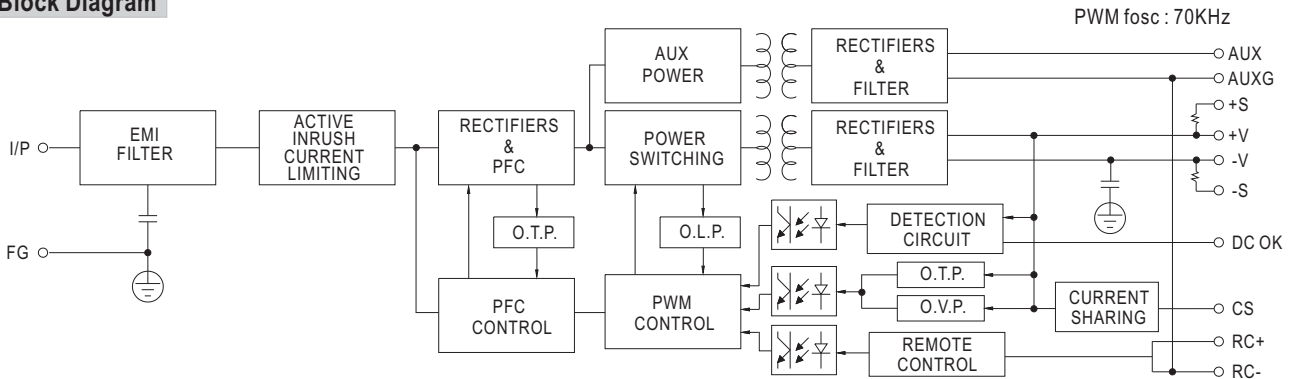 Block Diagram
PWM fosc : 70KHz
I/P
FG
EMI
FILTER
ACTIVE
INRUSH
CURRENT
LIMITING
RECTIFIERS
&
PFC
O.T.P.
PFC
CONTROL
AUX
POWER
POWER
SWITCHING
O.L.P.
PWM
CONTROL
RECTIFIERS
&
FILTER
RECTIFIERS
&
FILTER
DETECTION
CIRCUIT
O.T.P.
O.V.P.
REMOTE
CONTROL
CURRENT
SHARING
AUX
AUXG
+S
+V
-V
-S
DC OK
CS
RC+
RC-